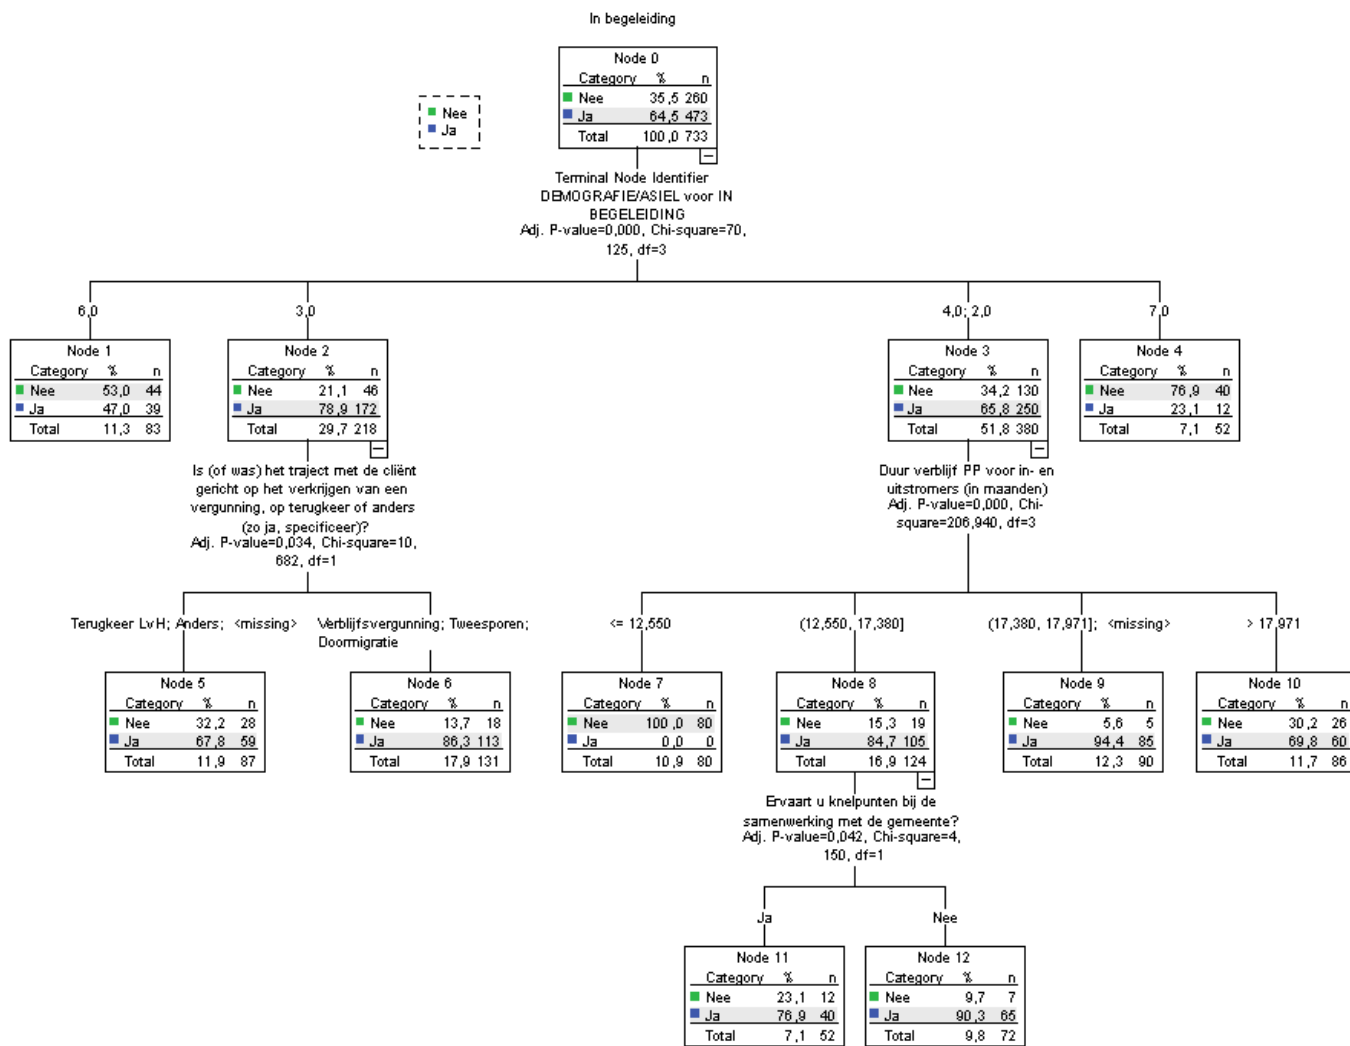 In begeleiding
Nee
Ja
Node 0
Category % n
Nee 35,5 260
Ja 64,5 473
Total 100,0 733
Terminal Node Identifier
DEMOGRAFIE/ASIEL voor IN
BEGELEIDING
Adj. P-value=0,000, Chi-square=70,
125, df=3
6,0
3,0
4,0; 2,0
7,0
Node 1
Category % n
Nee 53,0 44
Ja 47,0 39
Total 11,3 83
Node 2
Category % n
Nee 21,1 46
Ja 78,9 172
Total 29,7 218
Node 3
Category % n
Nee 34,2 130
Ja 65,8 250
Total 51,8 380
Node 4
Category % n
Nee 76,9 40
Ja 23,1 12
Total 7,1 52
Is (of was) het traject met de cliënt
gericht op het verkrijgen van een
vergunning, op terugkeer of anders
(zo ja, specificeer)?
Adj. P-value=0,034, Chi-square=10,
682, df=1
Duur verblijf PP voor in- en
uitstromers (in maanden)
Adj. P-value=0,000, Chi-
square=206,940, df=3
Terugkeer LvH; Anders; <missing>
Verblijfsvergunning; Tweesporen;
Doormigratie
<= 12,550
(12,550, 17,380]
(17,380, 17,971]; <missing>
> 17,971
Node 5
Category % n
Nee 32,2 28
Ja 67,8 59
Total 11,9 87
Node 6
Category % n
Nee 13,7 18
Ja 86,3 113
Total 17,9 131
Node 7
Category % n
Nee 100,0 80
Ja 0,0 0
Total 10,9 80
Node 8
Category % n
Nee 15,3 19
Ja 84,7 105
Total 16,9 124
Node 9
Category % n
Nee 5,6 5
Ja 94,4 85
Total 12,3 90
Node 10
Category % n
Nee 30,2 26
Ja 69,8 60
Total 11,7 86
Ervaart u knelpunten bij de
samenwerking met de gemeente?
Adj. P-value=0,042, Chi-square=4,
150, df=1
Ja
Nee
Node 11
Category % n
Nee 23,1 12
Ja 76,9 40
Total 7,1 52
Node 12
Category % n
Nee 9,7 7
Ja 90,3 65
Total 9,8 72